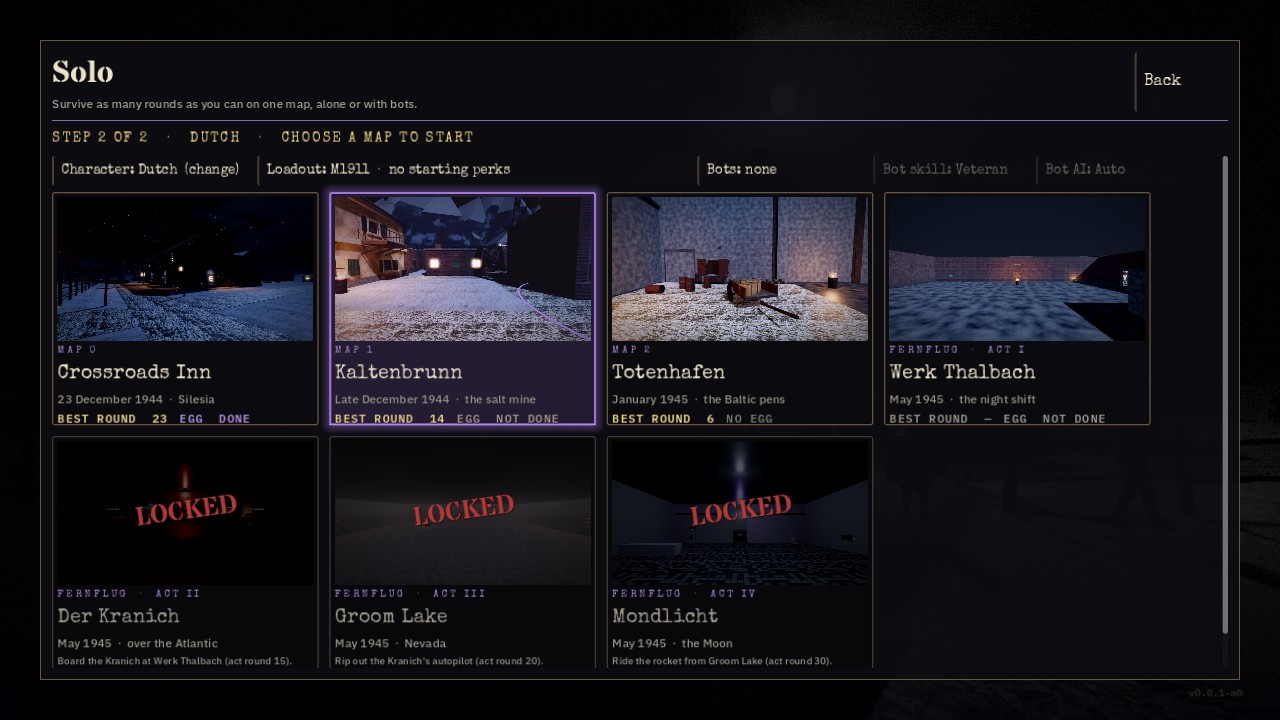 Solo
Back
Survive as many rounds as you can on one map, alone or with bots.
STEP 2 OF 2 · DUTCH · CHOOSE A MAP TO START
Character: Dutch (change)
Loadout: M1911 · no starting perks
Bots: none
Bot skill: Veteran
Bot AI: Auto
MAP 0
Crossroads Inn
23 December 1944 · Silesia
BEST ROUND 23 EGG DONE
MAP 1
Kaltenbrunn
Late December 1944 · the salt mine
BEST ROUND 14 EGG NOT DONE
MAP 2
Totenhafen
January 1945 · the Baltic pens
BEST ROUND 6 NO EGG
FERNFLUG · ACT I
Werk Thalbach
May 1945 · the night shift
BEST ROUND – EGG NOT DONE
LOCKED
FERNFLUG · ACT II
Der Kranich
May 1945 · over the Atlantic
Board the Kranich at Werk Thalbach (act round 15).
LOCKED
FERNFLUG · ACT III
Groom Lake
May 1945 · Nevada
Rip out the Kranich's autopilot (act round 20).
LOCKED
FERNFLUG · ACT IV
Mondlicht
May 1945 · the Moon
Ride the rocket from Groom Lake (act round 30).
v0.0.1-m0